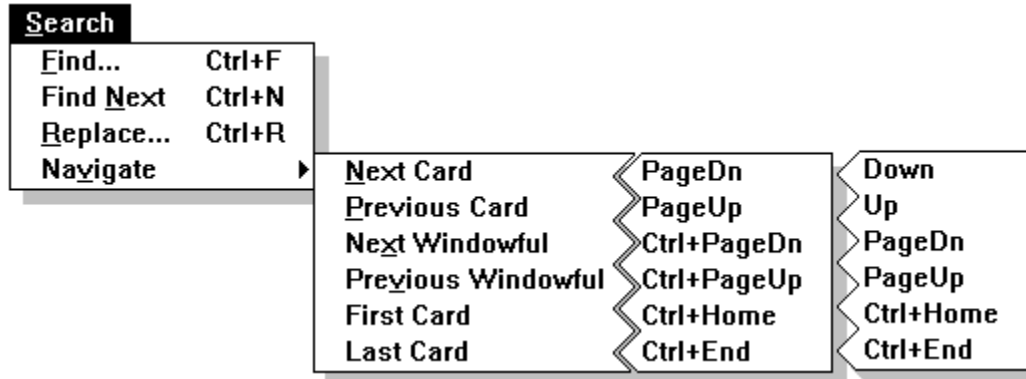 Search
Find... Ctrl+F
Find Next Ctrl+N
Replace... Ctrl+R
Navigate
Next Card PageDn Down
Previous Card PageUp Up
Next Windowful Ctrl+PageDn PageDn
Previous Windowful Ctrl+PageUp PageUp
First Card Ctrl+Home Ctrl+Home
Last Card Ctrl+End Ctrl+End